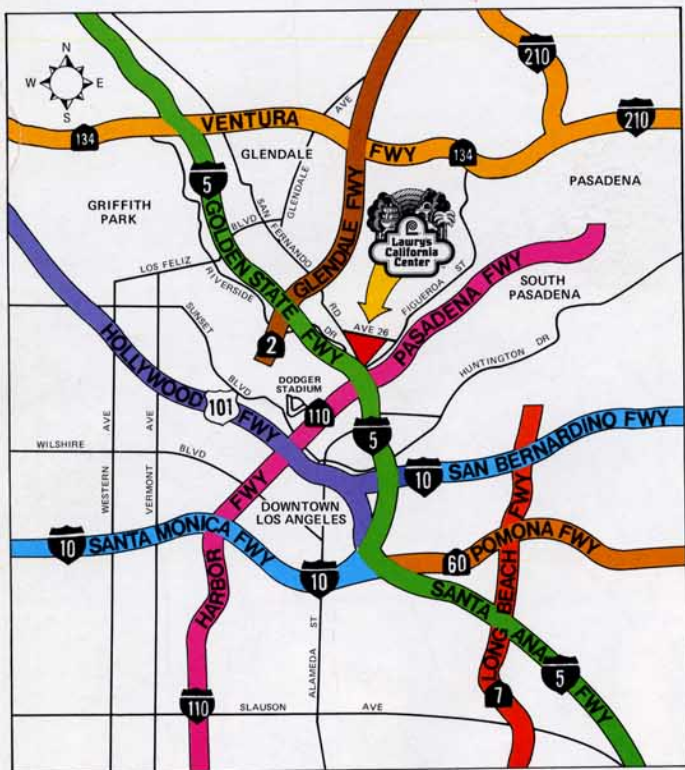 210
N
W E
S
VENTURA FWY
134
134
210
GLENDALE AVE
GLENDALE
PASADENA
5
GRIFFITH
PARK
GOLDEN STATE FWY
SAN FERNANDO RD
GLENDALE FWY
Lawrys
California
Center
LOS FELIZ BLVD
RIVERSIDE DR
FIGUEROA ST
PASADENA FWY
SOUTH
PASADENA
AVE 26
HUNTINGTON DR
2
HOLLYWOOD FWY
SUNSET BLVD
DODGER
STADIUM
110
101
5
WILSHIRE BLVD
WESTERN AVE
VERMONT AVE
10
SAN BERNARDINO FWY
HARBOR FWY
DOWNTOWN
LOS ANGELES
10
SANTA MONICA FWY
10
60
POMONA FWY
LONG BEACH FWY
SANTA ANA FWY
ALAMEDA ST
5
7
110
SLAUSON AVE